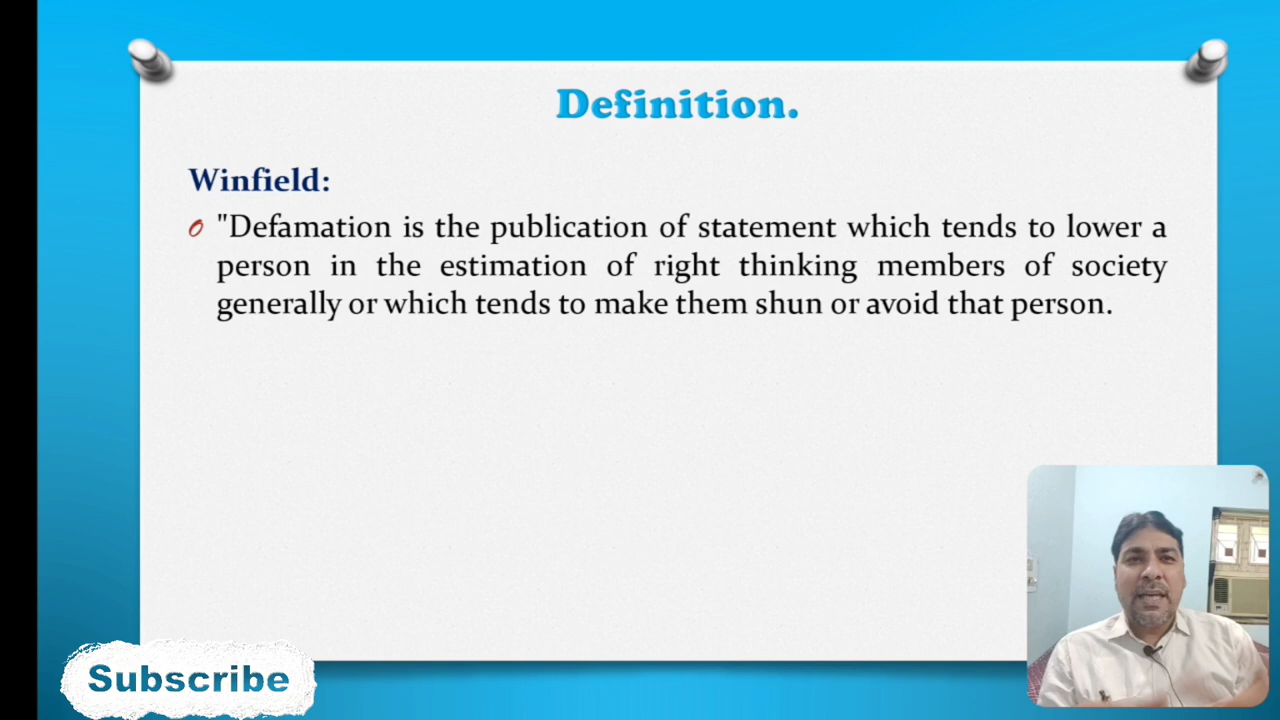 Definition.
Winfield:
"Defamation is the publication of statement which tends to lower a
person in the estimation of right thinking members of society
generally or which tends to make them shun or avoid that person.
Subscribe